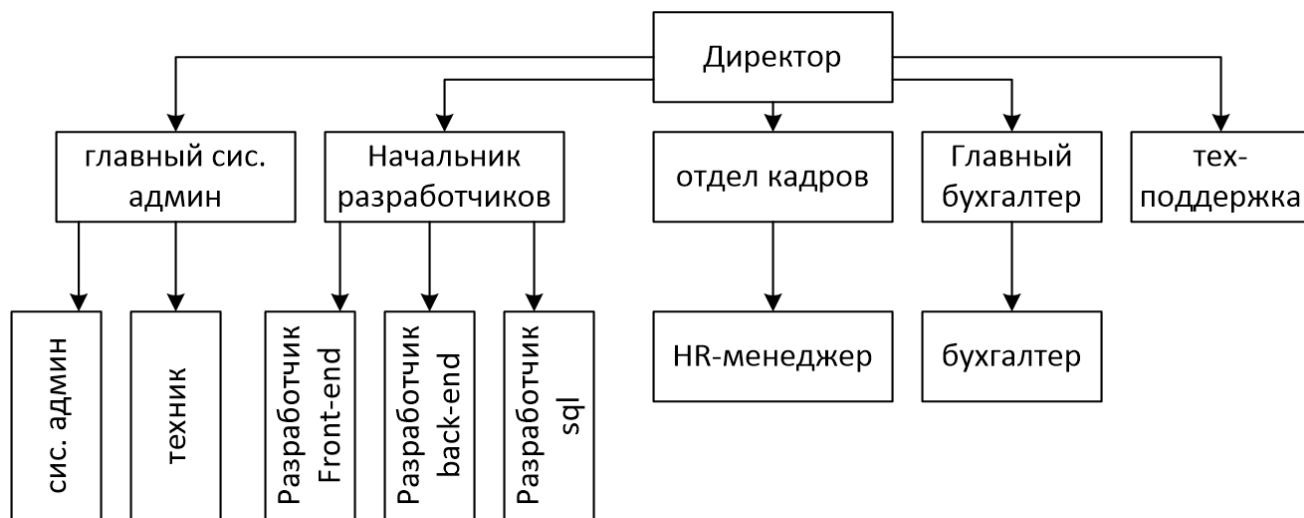 Директор
главный сис.
админ
Начальник
разработчиков
отдел кадров
Главный
бухгалтер
тех-
поддержка
сис. админ
техник
Разработчик
Front-end
Разработчик
back-end
Разработчик
sql
HR-менеджер
бухгалтер